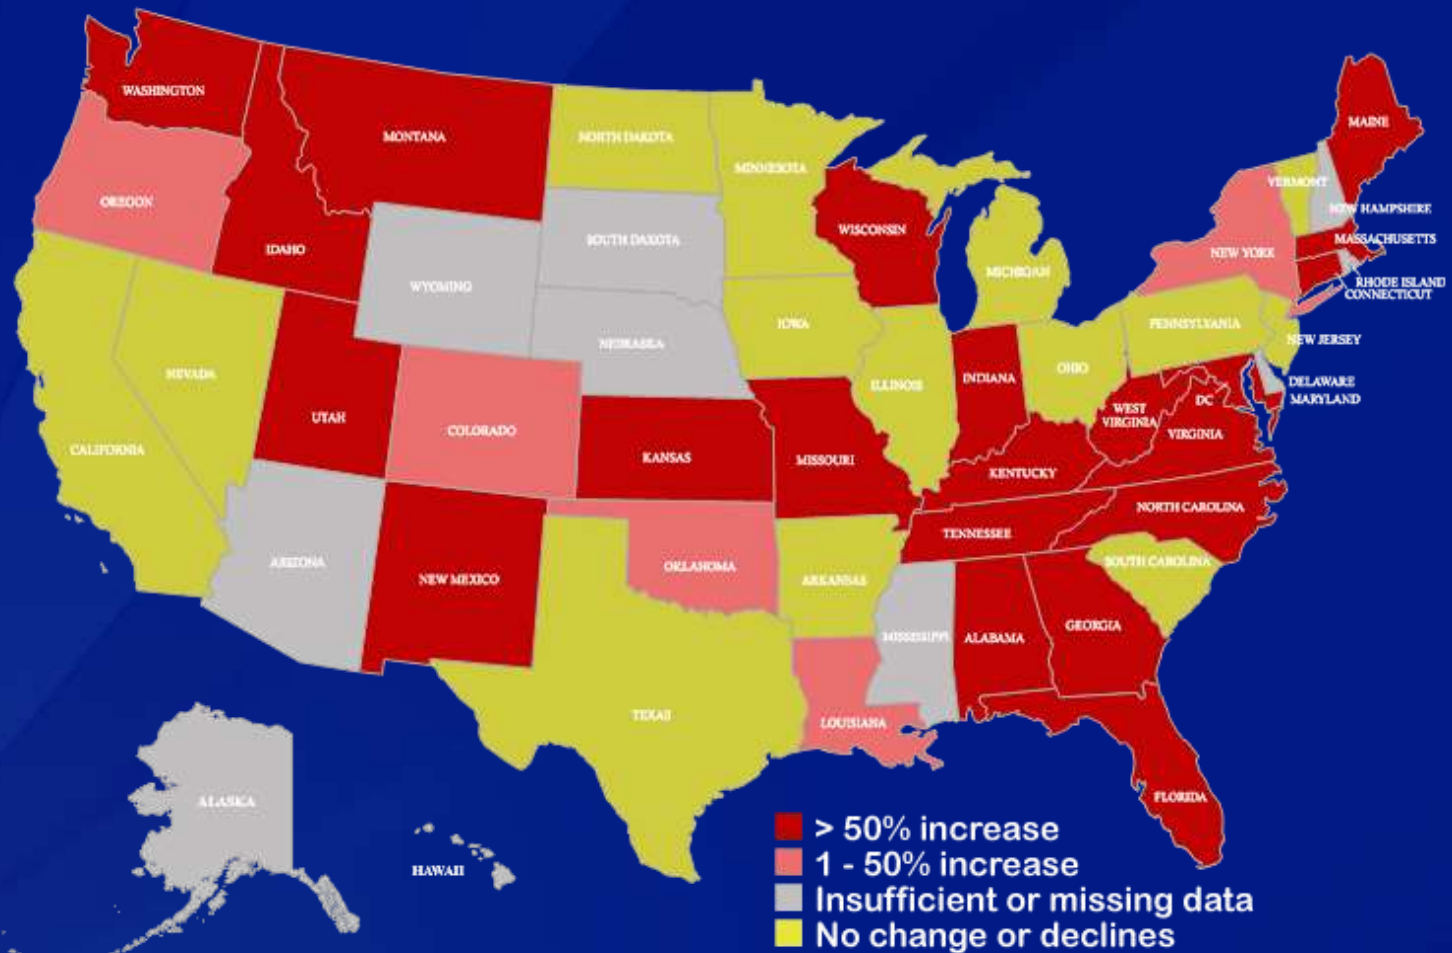 WASHINGTON
MONTANA
NORTH DAKOTA
MINNESOTA
MAINE
OREGON
IDAHO
WYOMING
SOUTH DAKOTA
WISCONSIN
MICHIGAN
VERMONT
NEW HAMPSHIRE
MASSACHUSETTS
NEW YORK
RHODE ISLAND
CONNECTICUT
NEVADA
UTAH
COLORADO
NEBRASKA
IOWA
ILLINOIS
INDIANA
OHIO
PENNSYLVANIA
NEW JERSEY
DELAWARE
MARYLAND
CALIFORNIA
KANSAS
MISSOURI
KENTUCKY
WEST
VIRGINIA
DC
VIRGINIA
ARIZONA
NEW MEXICO
OKLAHOMA
ARKANSAS
TENNESSEE
NORTH CAROLINA
SOUTH CAROLINA
TEXAS
LOUISIANA
MISSISSIPPI
ALABAMA
GEORGIA
FLORIDA
ALASKA
HAWAII
> 50% increase
1 - 50% increase
Insufficient or missing data
No change or declines